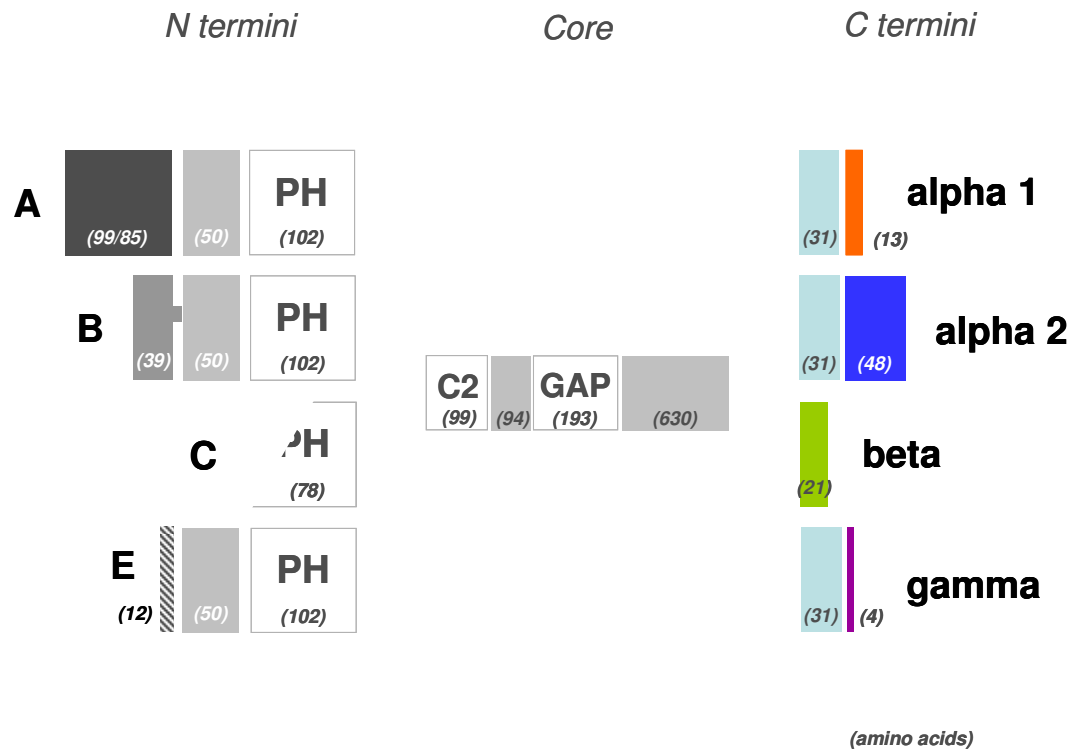 N termini
Core
C termini
A
(99/85)
(50)
PH
(102)
(31)
(13)
alpha 1
B
(39)
(50)
PH
(102)
(31)
(48)
alpha 2
C2
(99)
(94)
GAP
(193)
(630)
C
PH
(78)
(21)
beta
E
(12)
(50)
PH
(102)
(31)
(4)
gamma
(amino acids)